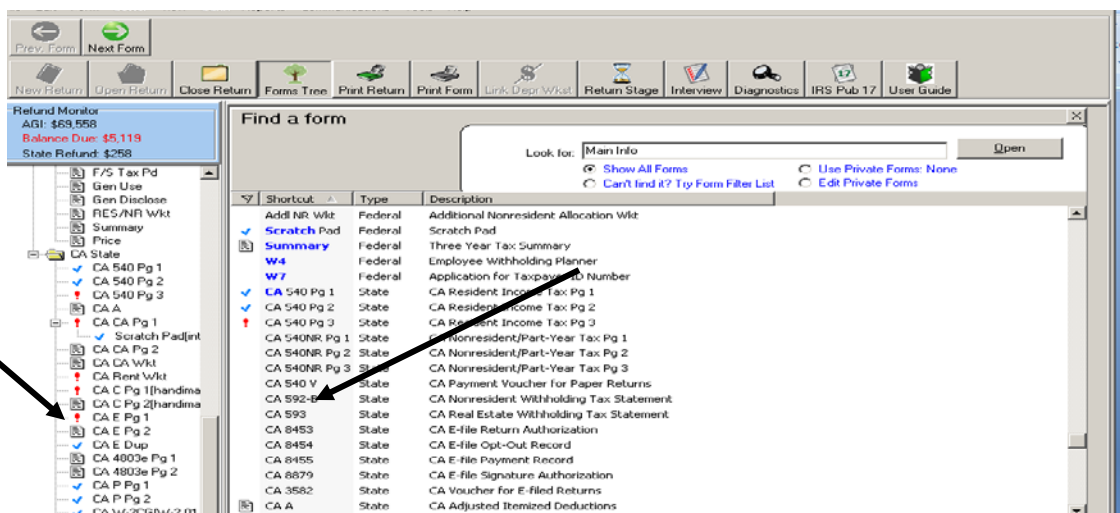 Prev. Form Next Form
New Return Open Return Close Return Forms Tree Print Return Print Form Link Depr Wkst Return Stage Interview Diagnostics IRS Pub 17 User Guide
Refund Monitor
AGI: $69,558
Balance Due: $5,119
State Refund: $258
F/S Tax Pd
Gen Use
Gen Disclose
RES/NR Wkt
Summary
Price
CA State
CA 540 Pg 1
CA 540 Pg 2
CA 540 Pg 3
CA A
CA CA Pg 1
Scratch Pad[int
CA CA Pg 2
CA CA Wkt
CA Rent Wkt
CA C Pg 1[handima
CA C Pg 2[handima
CA E Pg 1
CA E Pg 2
CA E Dup
CA 4803e Pg 1
CA 4803e Pg 2
CA P Pg 1
CA P Pg 2
Find a form
Look for: Main Info Open
Show All Forms Use Private Forms: None
Can't find it? Try Form Filter List Edit Private Forms
Shortcut Type Description
Addl NR Wkt Federal Additional Nonresident Allocation Wkt
Scratch Pad Federal Scratch Pad
Summary Federal Three Year Tax Summary
W4 Federal Employee Withholding Planner
W7 Federal Application for Taxpayer ID Number
CA 540 Pg 1 State CA Resident Income Tax Pg 1
CA 540 Pg 2 State CA Resident Income Tax Pg 2
CA 540 Pg 3 State CA Resident Income Tax Pg 3
CA 540NR Pg 1 State CA Nonresident/Part-Year Tax Pg 1
CA 540NR Pg 2 State CA Nonresident/Part-Year Tax Pg 2
CA 540NR Pg 3 State CA Nonresident/Part-Year Tax Pg 3
CA 540 V State CA Payment Voucher for Paper Returns
CA 592-B State CA Nonresident Withholding Tax Statement
CA 593 State CA Real Estate Withholding Tax Statement
CA 8453 State CA E-file Return Authorization
CA 8454 State CA E-file Opt-Out Record
CA 8455 State CA E-file Payment Record
CA 8879 State CA E-file Signature Authorization
CA 3582 State CA Voucher for E-filed Returns
CA A State CA Adjusted Itemized Deductions